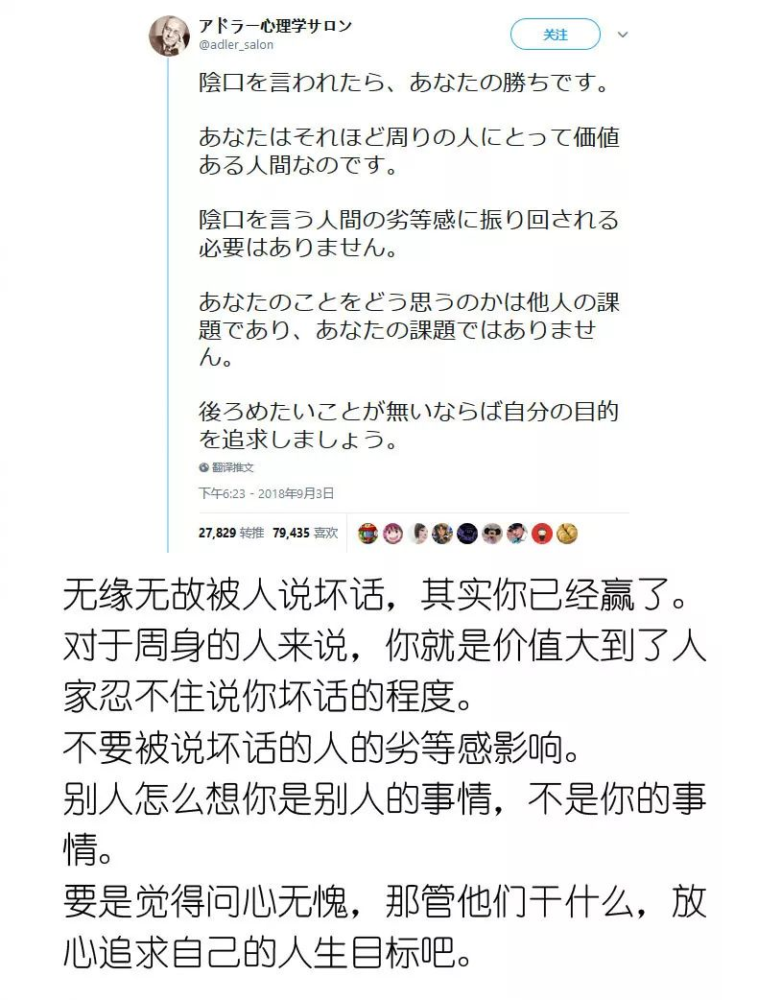 アドラー心理学サロン
@adler_salon
关注
陰口を言われたら、あなたの勝ちです。
あなたはそれほど周りの人にとって価値
ある人間なのです。
陰口を言う人間の劣等感に振り回される
必要はありません。
あなたのことをどう思うのかは他人の課
題であり、あなたの課題ではありませ
ん。
後ろめたいことが無いならば自分の目的
を追求しましょう。
翻译推文
下午6:23 - 2018年9月3日
27,829 转推 79,435 喜欢
无缘无故被人说坏话，其实你已经赢了。
对于周身的人来说，你就是价值大到了人
家忍不住说你坏话的程度。
不要被说坏话的人的劣等感影响。
别人怎么想你是别人的事情，不是你的事
情。
要是觉得问心无愧，那管他们干什么，放
心追求自己的人生目标吧。